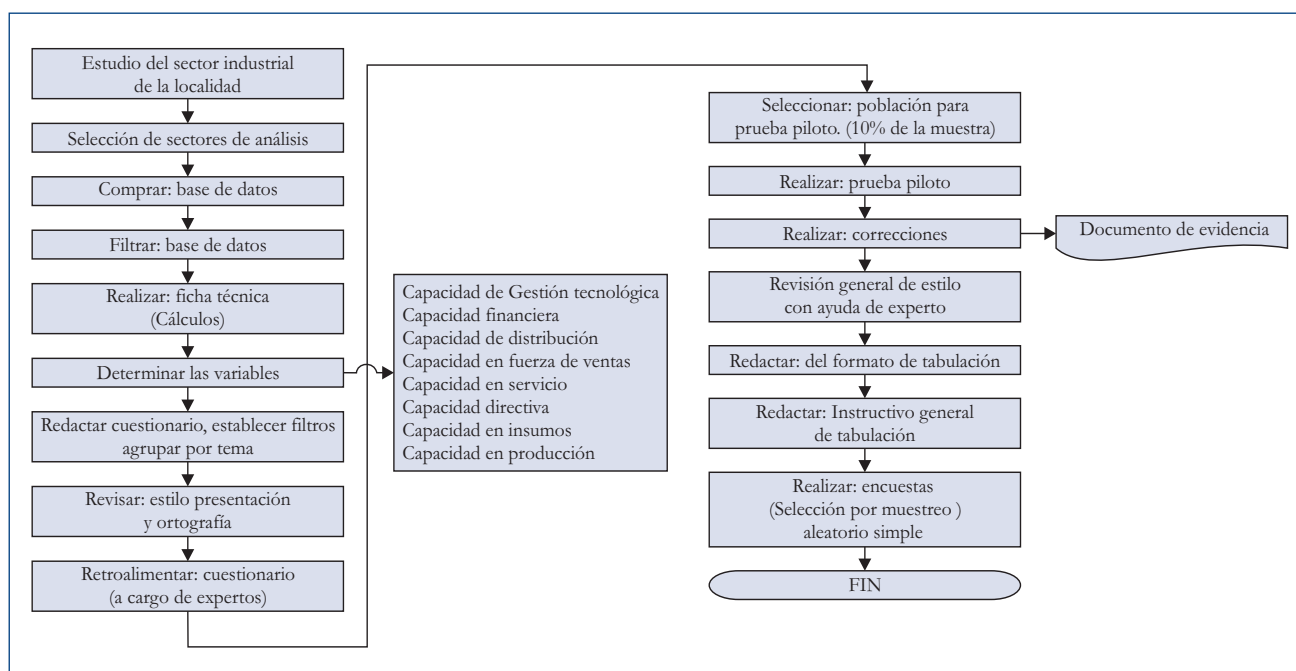 Estudio del sector industrial
de la localidad
Selección de sectores de análisis
Comprar: base de datos
Filtrar: base de datos
Realizar: ficha técnica
(Cálculos)
Determinar las variables
Redactar cuestionario, establecer filtros
agrupar por tema
Revisar: estilo presentación
y ortografía
Retroalimentar: cuestionario
(a cargo de expertos)
Capacidad de Gestión tecnológica
Capacidad financiera
Capacidad de distribución
Capacidad en fuerza de ventas
Capacidad en servicio
Capacidad directiva
Capacidad en insumos
Capacidad en producción
Seleccionar: población para
prueba piloto. (10% de la muestra)
Realizar: prueba piloto
Realizar: correcciones
Documento de evidencia
Revisión general de estilo
con ayuda de experto
Redactar: del formato de tabulación
Redactar: Instructivo general
de tabulación
Realizar: encuestas
(Selección por muestreo )
aleatorio simple
FIN